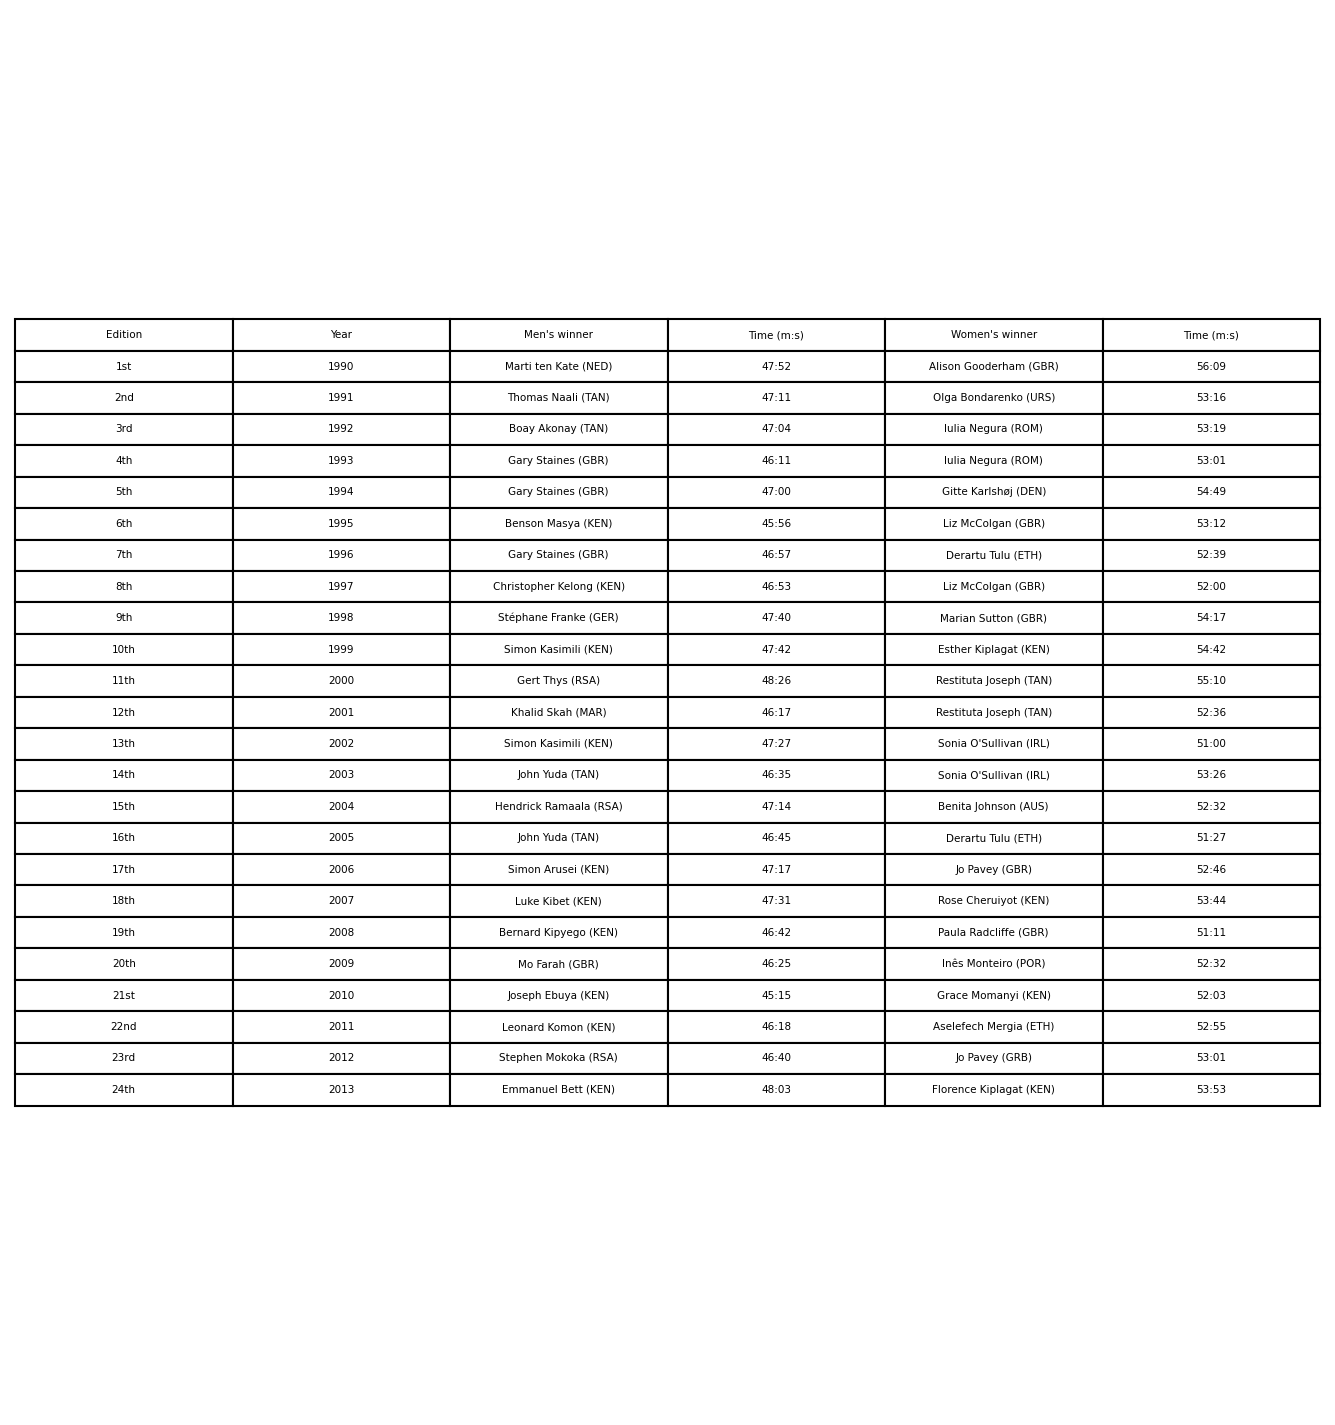 Edition Year Men's winner Time (m:s) Women's winner Time (m:s)
1st 1990 Marti ten Kate (NED) 47:52 Alison Gooderham (GBR) 56:09
2nd 1991 Thomas Naali (TAN) 47:11 Olga Bondarenko (URS) 53:16
3rd 1992 Boay Akonay (TAN) 47:04 Iulia Negura (ROM) 53:19
4th 1993 Gary Staines (GBR) 46:11 Iulia Negura (ROM) 53:01
5th 1994 Gary Staines (GBR) 47:00 Gitte Karlshøj (DEN) 54:49
6th 1995 Benson Masya (KEN) 45:56 Liz McColgan (GBR) 53:12
7th 1996 Gary Staines (GBR) 46:57 Derartu Tulu (ETH) 52:39
8th 1997 Christopher Kelong (KEN) 46:53 Liz McColgan (GBR) 52:00
9th 1998 Stéphane Franke (GER) 47:40 Marian Sutton (GBR) 54:17
10th 1999 Simon Kasimili (KEN) 47:42 Esther Kiplagat (KEN) 54:42
11th 2000 Gert Thys (RSA) 48:26 Restituta Joseph (TAN) 55:10
12th 2001 Khalid Skah (MAR) 46:17 Restituta Joseph (TAN) 52:36
13th 2002 Simon Kasimili (KEN) 47:27 Sonia O'Sullivan (IRL) 51:00
14th 2003 John Yuda (TAN) 46:35 Sonia O'Sullivan (IRL) 53:26
15th 2004 Hendrick Ramaala (RSA) 47:14 Benita Johnson (AUS) 52:32
16th 2005 John Yuda (TAN) 46:45 Derartu Tulu (ETH) 51:27
17th 2006 Simon Arusei (KEN) 47:17 Jo Pavey (GBR) 52:46
18th 2007 Luke Kibet (KEN) 47:31 Rose Cheruiyot (KEN) 53:44
19th 2008 Bernard Kipyego (KEN) 46:42 Paula Radcliffe (GBR) 51:11
20th 2009 Mo Farah (GBR) 46:25 Inês Monteiro (POR) 52:32
21st 2010 Joseph Ebuya (KEN) 45:15 Grace Momanyi (KEN) 52:03
22nd 2011 Leonard Komon (KEN) 46:18 Aselefech Mergia (ETH) 52:55
23rd 2012 Stephen Mokoka (RSA) 46:40 Jo Pavey (GRB) 53:01
24th 2013 Emmanuel Bett (KEN) 48:03 Florence Kiplagat (KEN) 53:53